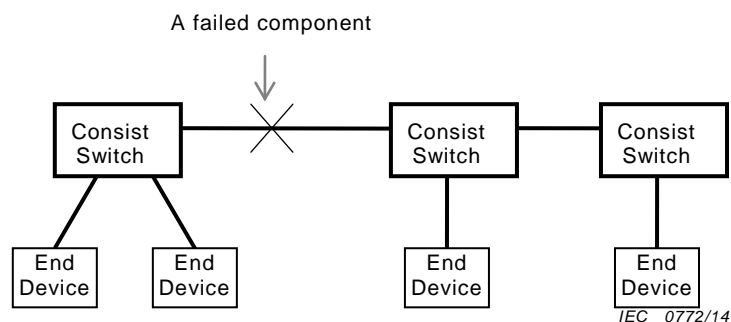 A failed component
Consist
Switch
Consist
Switch
Consist
Switch
End
Device
End
Device
End
Device
End
Device
IEC 0772/14